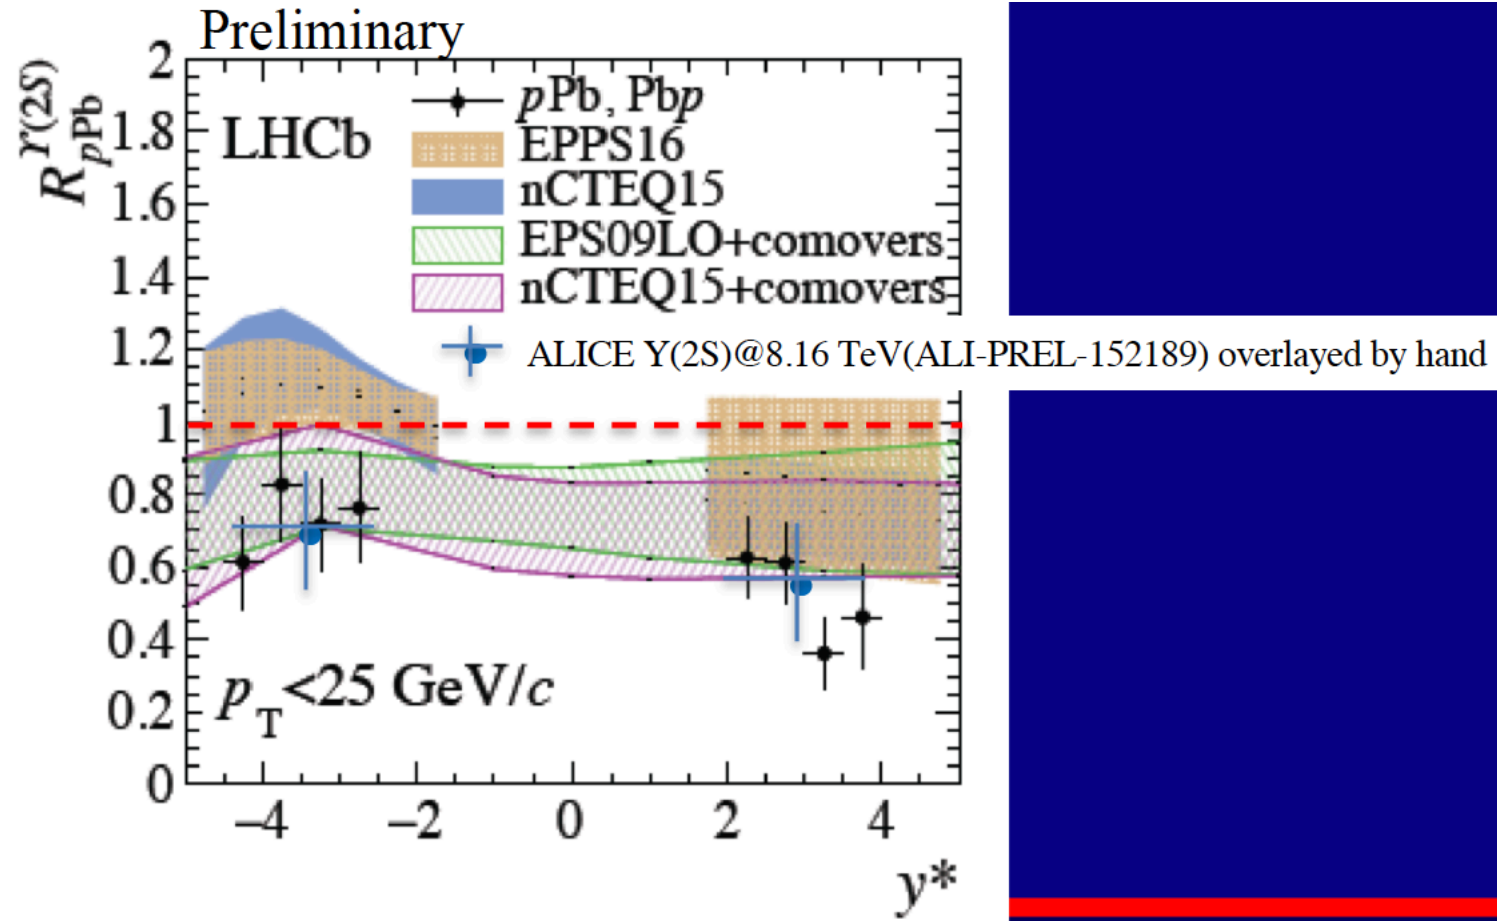 Preliminary
R_{pPb}^{Υ(2S)}
2
1.8
1.6
1.4
1.2
1
0.8
0.6
0.4
0.2
0
LHCb
pPb, Pbp
EPPS16
nCTEQ15
EPS09LO+comovers
nCTEQ15+comovers
ALICE Y(2S)@8.16 TeV(ALI-PREL-152189) overlayed by hand
p_T<25 GeV/c
−4 −2 0 2 4
y*